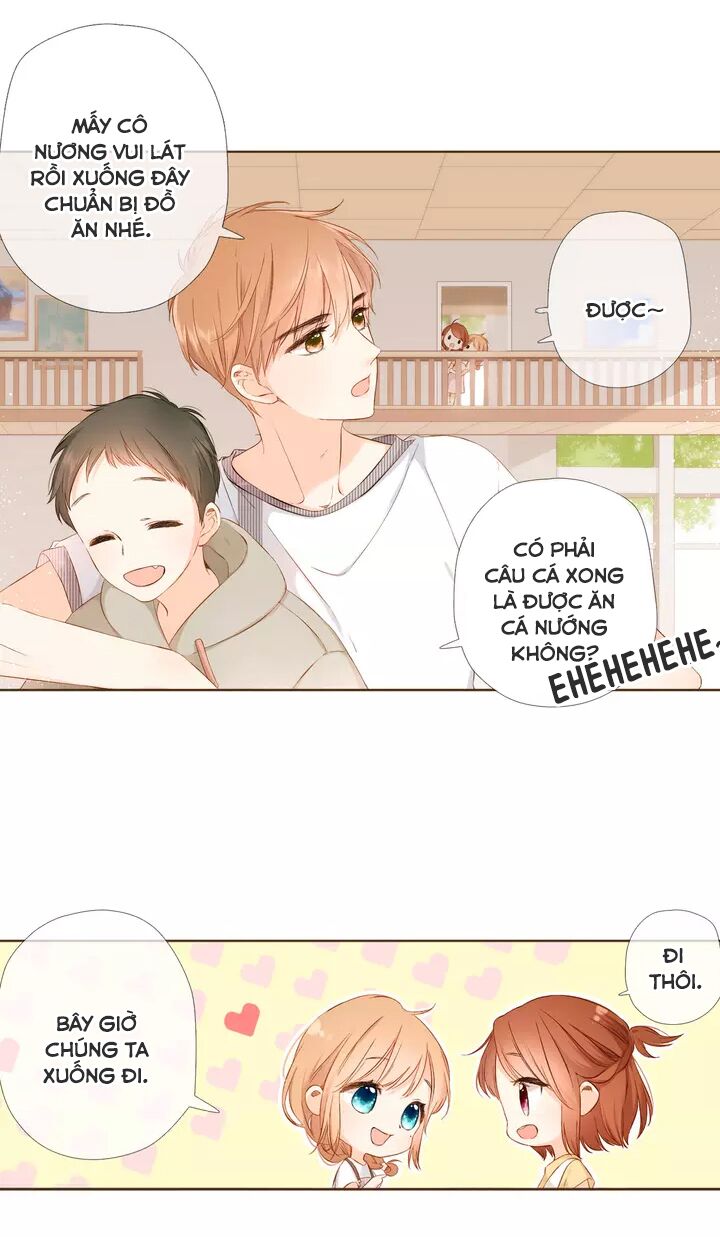 MẤY CÔ
NƯƠNG VUI LÁT
RỒI XUỐNG ĐÂY
CHUẨN BỊ ĐỒ
ĂN NHÉ.
ĐƯỢC~
CÓ PHẢI
CÂU CÁ XONG
LÀ ĐƯỢC ĂN
CÁ NƯỚNG
KHÔNG?
EHEHEHEHE~
ĐI
THÔI.
BÂY GIỜ
CHÚNG TA
XUỐNG ĐI.